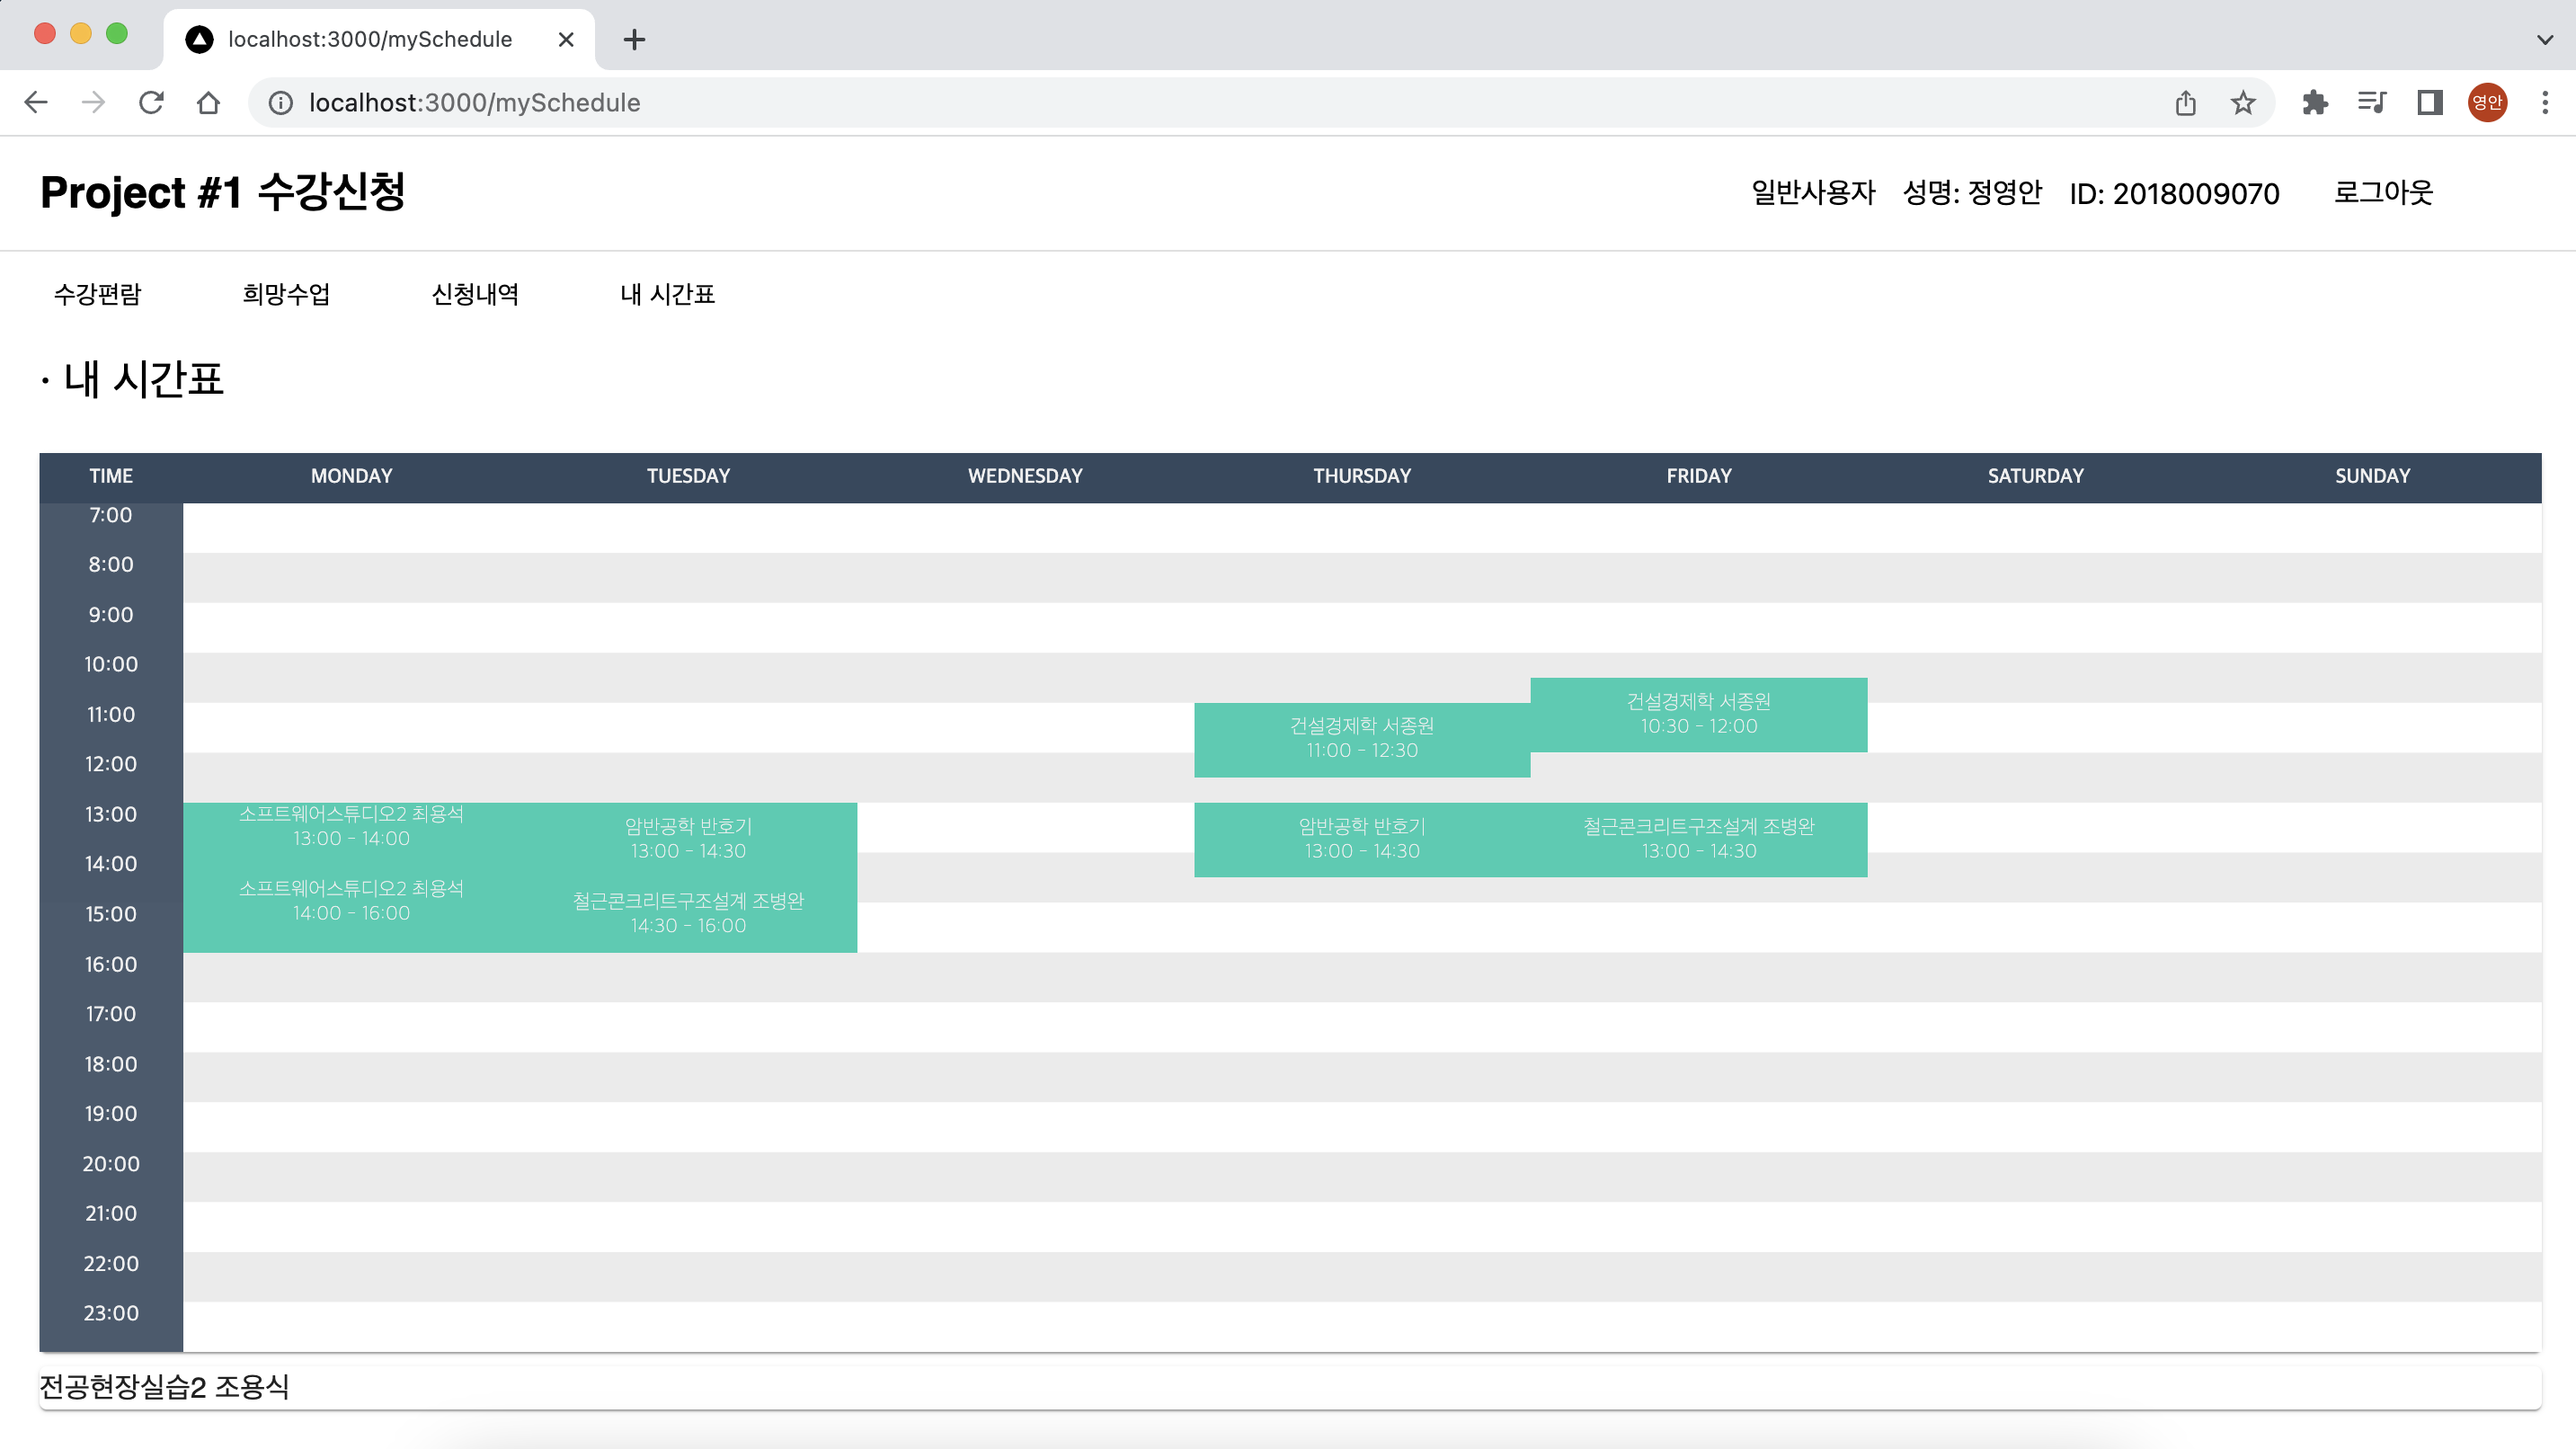 localhost:3000/mySchedule
localhost:3000/mySchedule
영안
Project #1 수강신청
일반사용자 성명: 정영안 ID: 2018009070 로그아웃
수강편람 희망수업 신청내역 내 시간표
· 내 시간표
TIME MONDAY TUESDAY WEDNESDAY THURSDAY FRIDAY SATURDAY SUNDAY
7:00
8:00
9:00
10:00
건설경제학 서종원
10:30 - 12:00
11:00
건설경제학 서종원
11:00 - 12:30
12:00
13:00
소프트웨어스튜디오2 최용석
13:00 - 14:00
암반공학 반호기
13:00 - 14:30
암반공학 반호기
13:00 - 14:30
철근콘크리트구조설계 조병완
13:00 - 14:30
14:00
소프트웨어스튜디오2 최용석
14:00 - 16:00
철근콘크리트구조설계 조병완
14:30 - 16:00
15:00
16:00
17:00
18:00
19:00
20:00
21:00
22:00
23:00
전공현장실습2 조용식